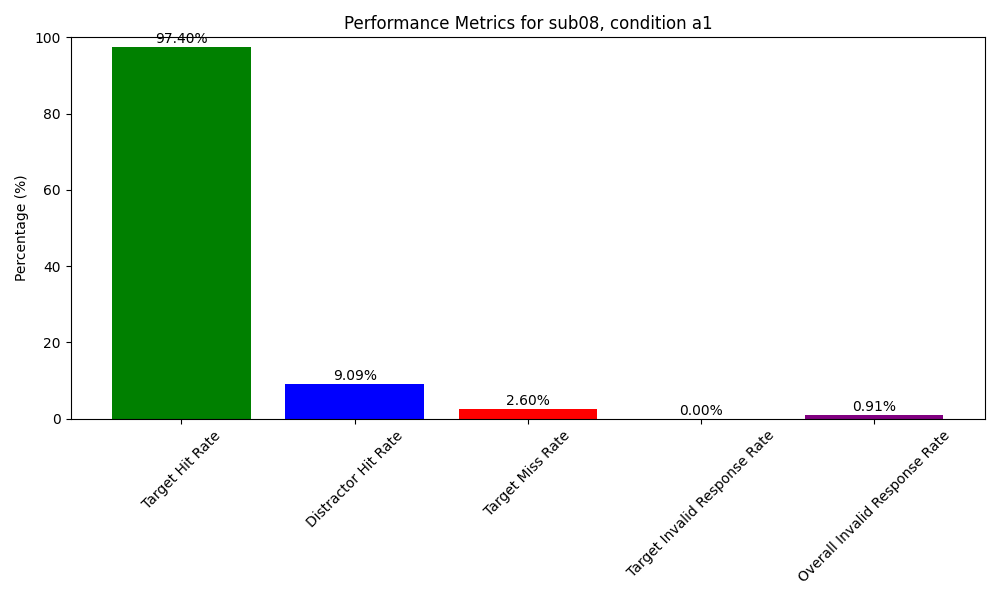 Performance Metrics for sub08, condition a1
Percentage (%)
100
80
60
40
20
0
97.40%
9.09%
2.60%
0.00%
0.91%
Target Hit Rate
Distractor Hit Rate
Target Miss Rate
Target Invalid Response Rate
Overall Invalid Response Rate